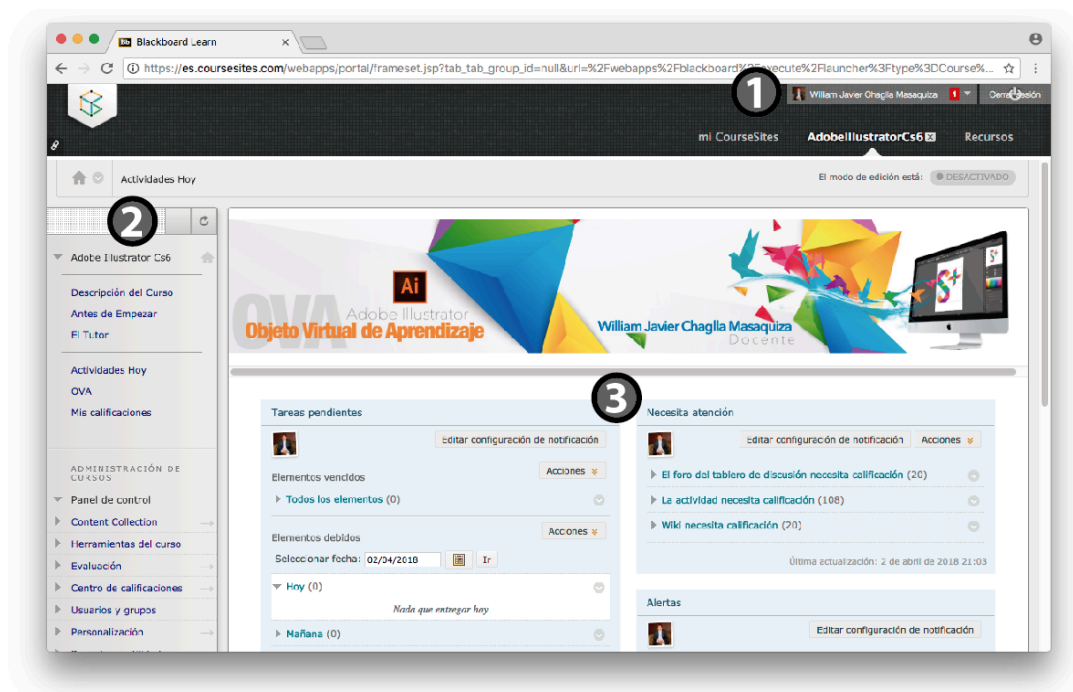 Bb Blackboard Learn
https://es.coursesites.com/webapps/portal/frameset.jsp?tab_tab_group_id=null&url=%2Fwebapps%2Fblackboard%2Fexecute%2Flauncher%3Ftype%3DCourse%...
1
William Javier Chaglla Masaquiza 1 Cerrar sesión
mi CourseSites AdobeIllustratorCs6 Recursos
Actividades Hoy
El modo de edición está: DESACTIVADO
2
Adobe Illustrator Cs6
Descripción del Curso
Antes de Empezar
El Tutor
Actividades Hoy
OVA
Mis calificaciones
ADMINISTRACIÓN DE
CURSOS
Panel de control
Content Collection
Herramientas del curso
Evaluación
Centro de calificaciones
Usuarios y grupos
Personalización
OVA
Ai
Adobe Illustrator
Objeto Virtual de Aprendizaje
William Javier Chaglla Masaquiza
Docente
3
Tareas pendientes
Editar configuración de notificación
Acciones
Elementos vencidos
Todos los elementos (0)
Acciones
Elementos debidos
Seleccionar fecha: 02/04/2018 Ir
Hoy (0)
Nada que entregar hoy
Mañana (0)
Necesita atención
Editar configuración de notificación Acciones
El foro del tablero de discusión necesita calificación (20)
La actividad necesita calificación (108)
Wiki necesita calificación (20)
Última actualización: 2 de abril de 2018 21:03
Alertas
Editar configuración de notificación